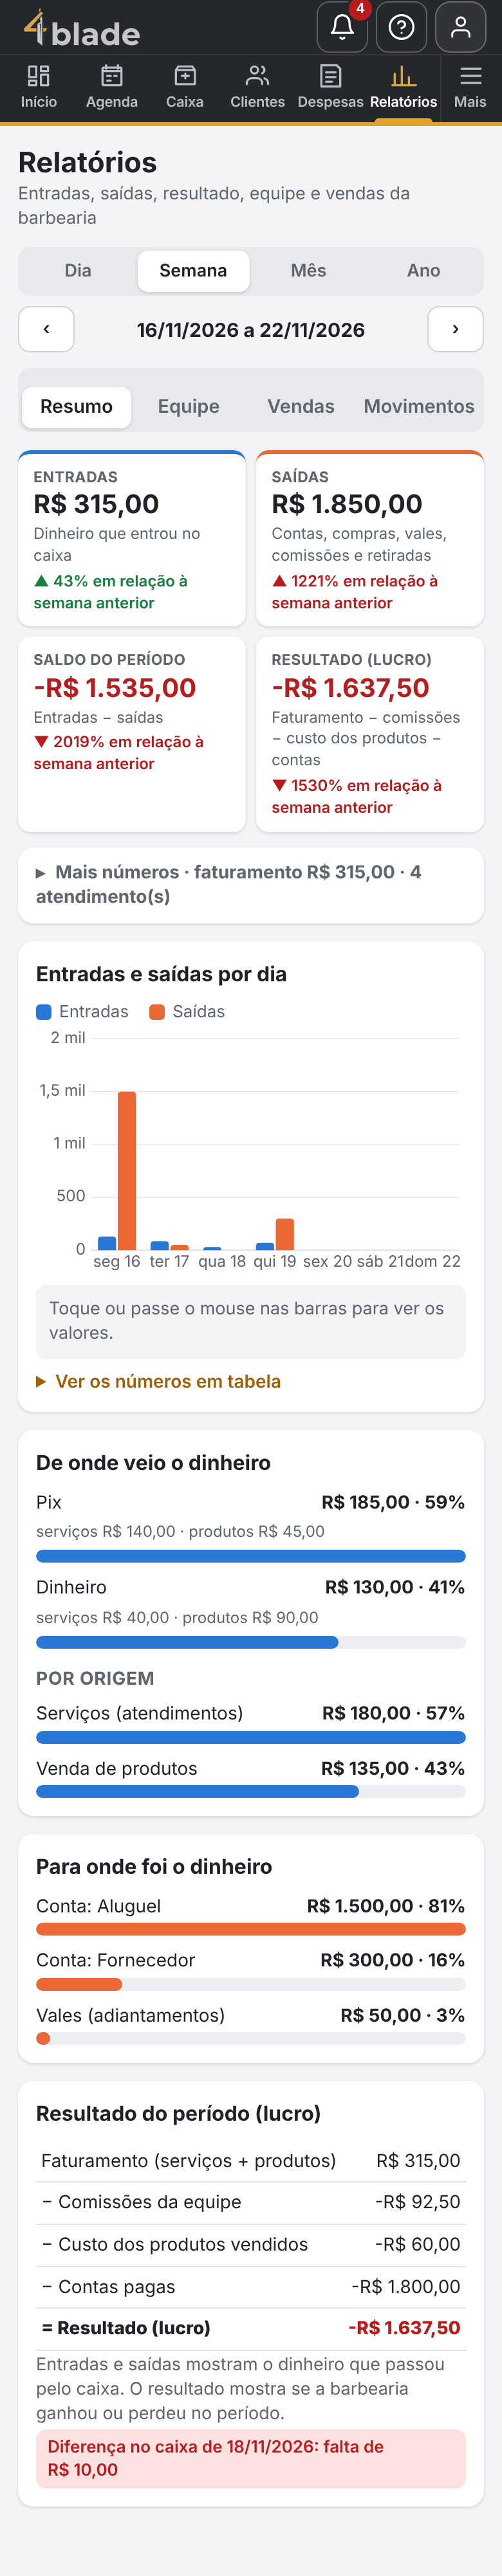 4blade
4
Início
Agenda
Caixa
Clientes
Despesas
Relatórios
Mais
Relatórios
Entradas, saídas, resultado, equipe e vendas da
barbearia
Dia
Semana
Mês
Ano
‹
16/11/2026 a 22/11/2026
›
Resumo
Equipe
Vendas
Movimentos
ENTRADAS
R$ 315,00
Dinheiro que entrou no
caixa
▲ 43% em relação à
semana anterior
SAÍDAS
R$ 1.850,00
Contas, compras, vales,
comissões e retiradas
▲ 1221% em relação à
semana anterior
SALDO DO PERÍODO
-R$ 1.535,00
Entradas − saídas
▼ 2019% em relação à
semana anterior
RESULTADO (LUCRO)
-R$ 1.637,50
Faturamento − comissões
− custo dos produtos −
contas
▼ 1530% em relação à
semana anterior
▸ Mais números · faturamento R$ 315,00 · 4
atendimento(s)
Entradas e saídas por dia
Entradas
Saídas
2 mil
1,5 mil
1 mil
500
0
seg 16 ter 17 qua 18 qui 19 sex 20 sáb 21 dom 22
Toque ou passe o mouse nas barras para ver os
valores.
▸ Ver os números em tabela
De onde veio o dinheiro
Pix R$ 185,00 · 59%
serviços R$ 140,00 · produtos R$ 45,00
Dinheiro R$ 130,00 · 41%
serviços R$ 40,00 · produtos R$ 90,00
POR ORIGEM
Serviços (atendimentos) R$ 180,00 · 57%
Venda de produtos R$ 135,00 · 43%
Para onde foi o dinheiro
Conta: Aluguel R$ 1.500,00 · 81%
Conta: Fornecedor R$ 300,00 · 16%
Vales (adiantamentos) R$ 50,00 · 3%
Resultado do período (lucro)
Faturamento (serviços + produtos) R$ 315,00
− Comissões da equipe -R$ 92,50
− Custo dos produtos vendidos -R$ 60,00
− Contas pagas -R$ 1.800,00
= Resultado (lucro) -R$ 1.637,50
Entradas e saídas mostram o dinheiro que passou
pelo caixa. O resultado mostra se a barbearia
ganhou ou perdeu no período.
Diferença no caixa de 18/11/2026: falta de
R$ 10,00